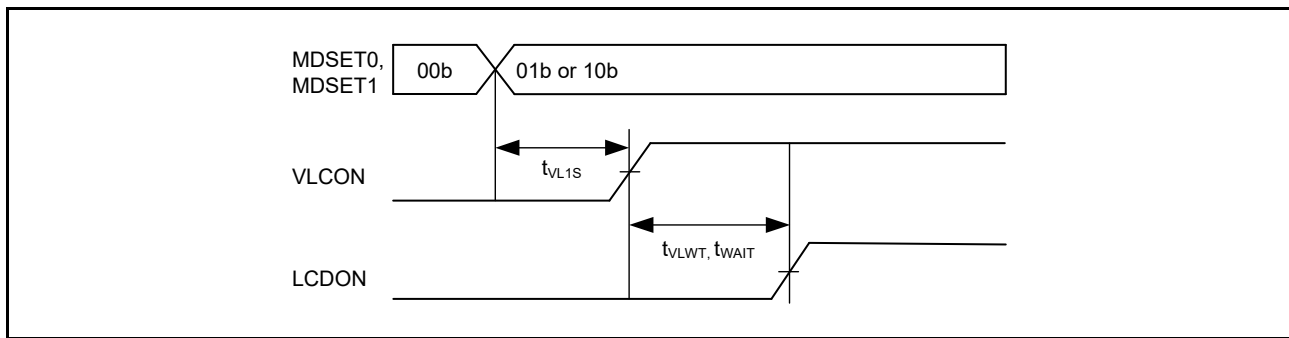 MDSET0,
MDSET1
00b
01b or 10b
tVL1S
VLCON
tVLWT, tWAIT
LCDON